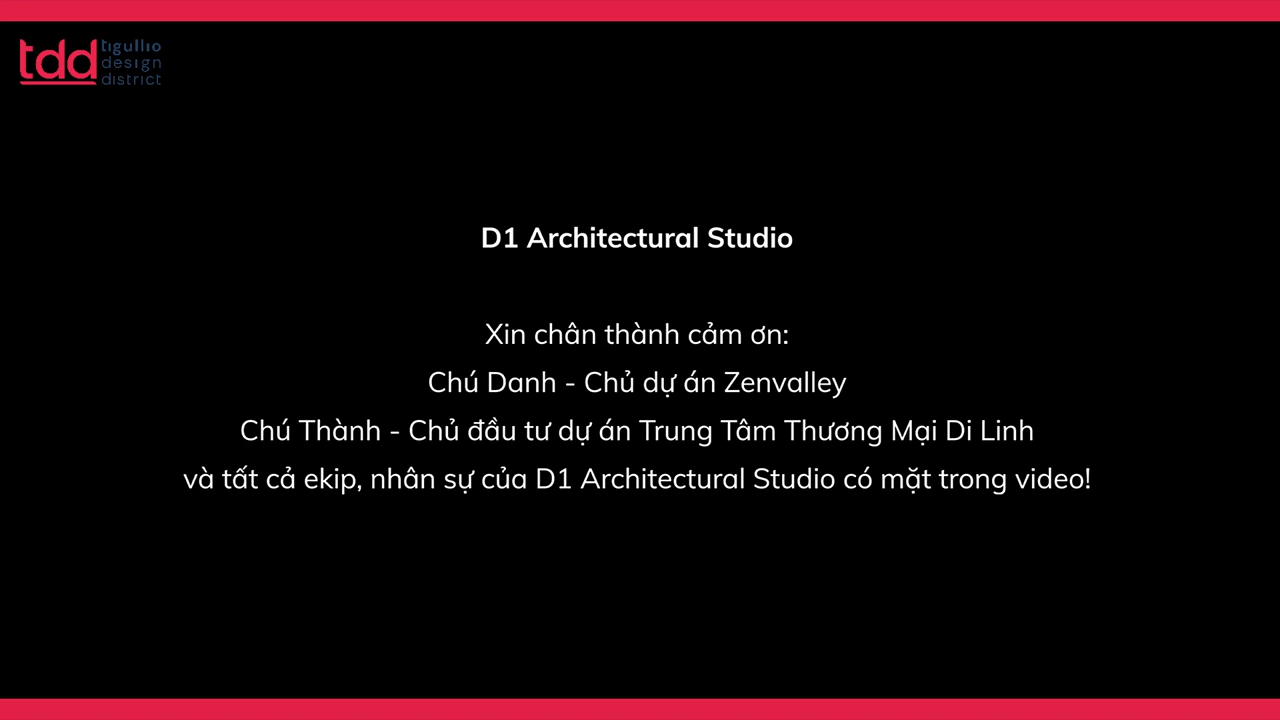 tdd
tigullio
design
district
D1 Architectural Studio
Xin chân thành cảm ơn:
Chú Danh - Chủ dự án Zenvalley
Chú Thành - Chủ đầu tư dự án Trung Tâm Thương Mại Di Linh
và tất cả ekip, nhân sự của D1 Architectural Studio có mặt trong video!